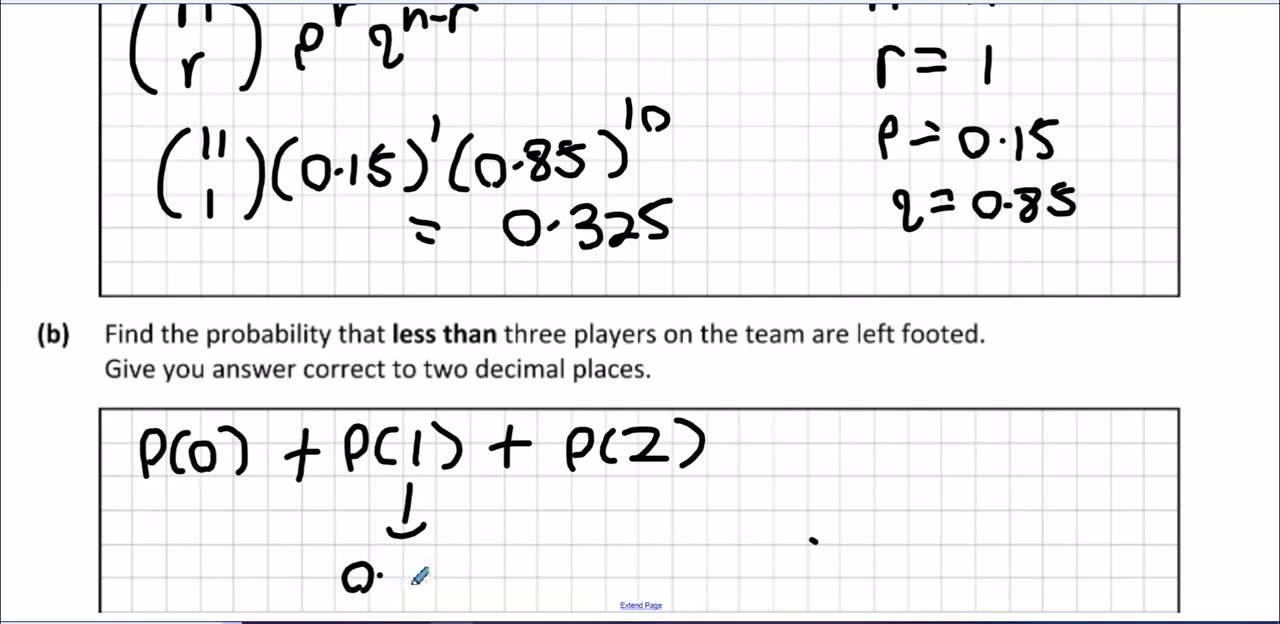 ( r ) p^r q^(n-r)
r = 1
(11 1)(0.15)^1 (0.85)^10
p = 0.15
= 0.325
q = 0.85
(b) Find the probability that less than three players on the team are left footed.
Give you answer correct to two decimal places.
P(0) + P(1) + P(2)
↓
0.
Extend Page